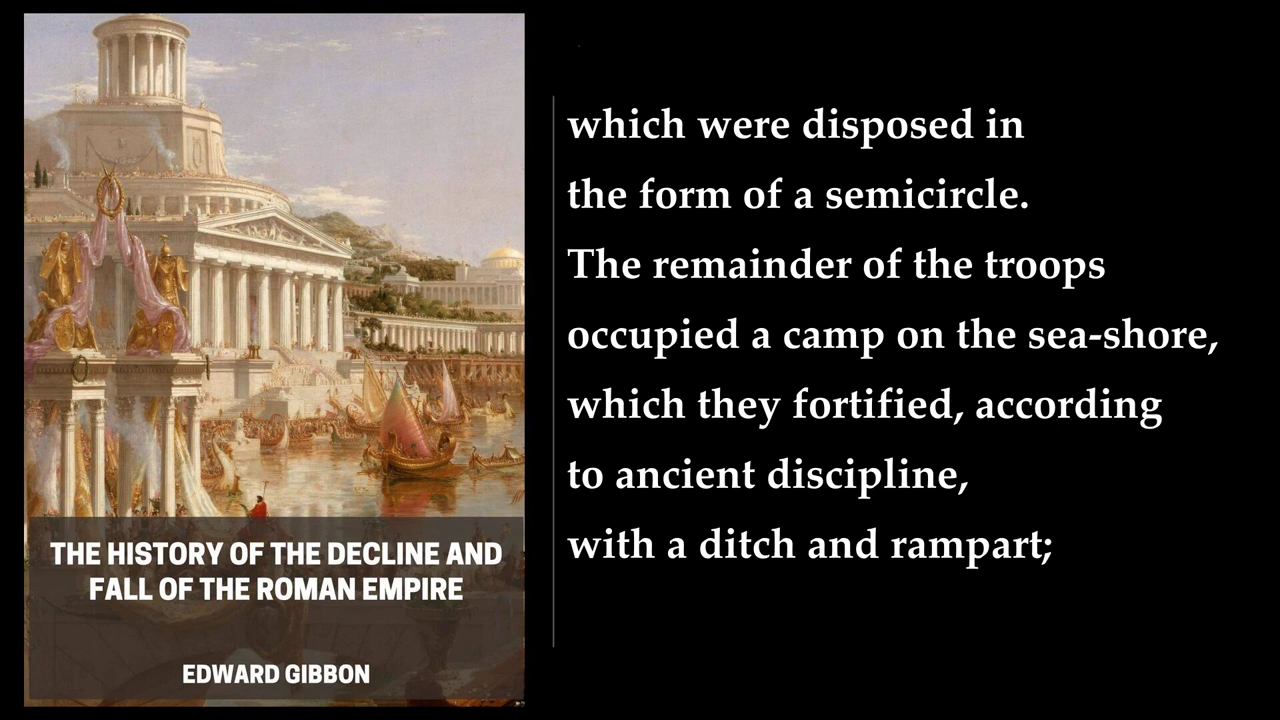 which were disposed in
the form of a semicircle.
The remainder of the troops
occupied a camp on the sea-shore,
which they fortified, according
to ancient discipline,
with a ditch and rampart;
THE HISTORY OF THE DECLINE AND
FALL OF THE ROMAN EMPIRE
EDWARD GIBBON